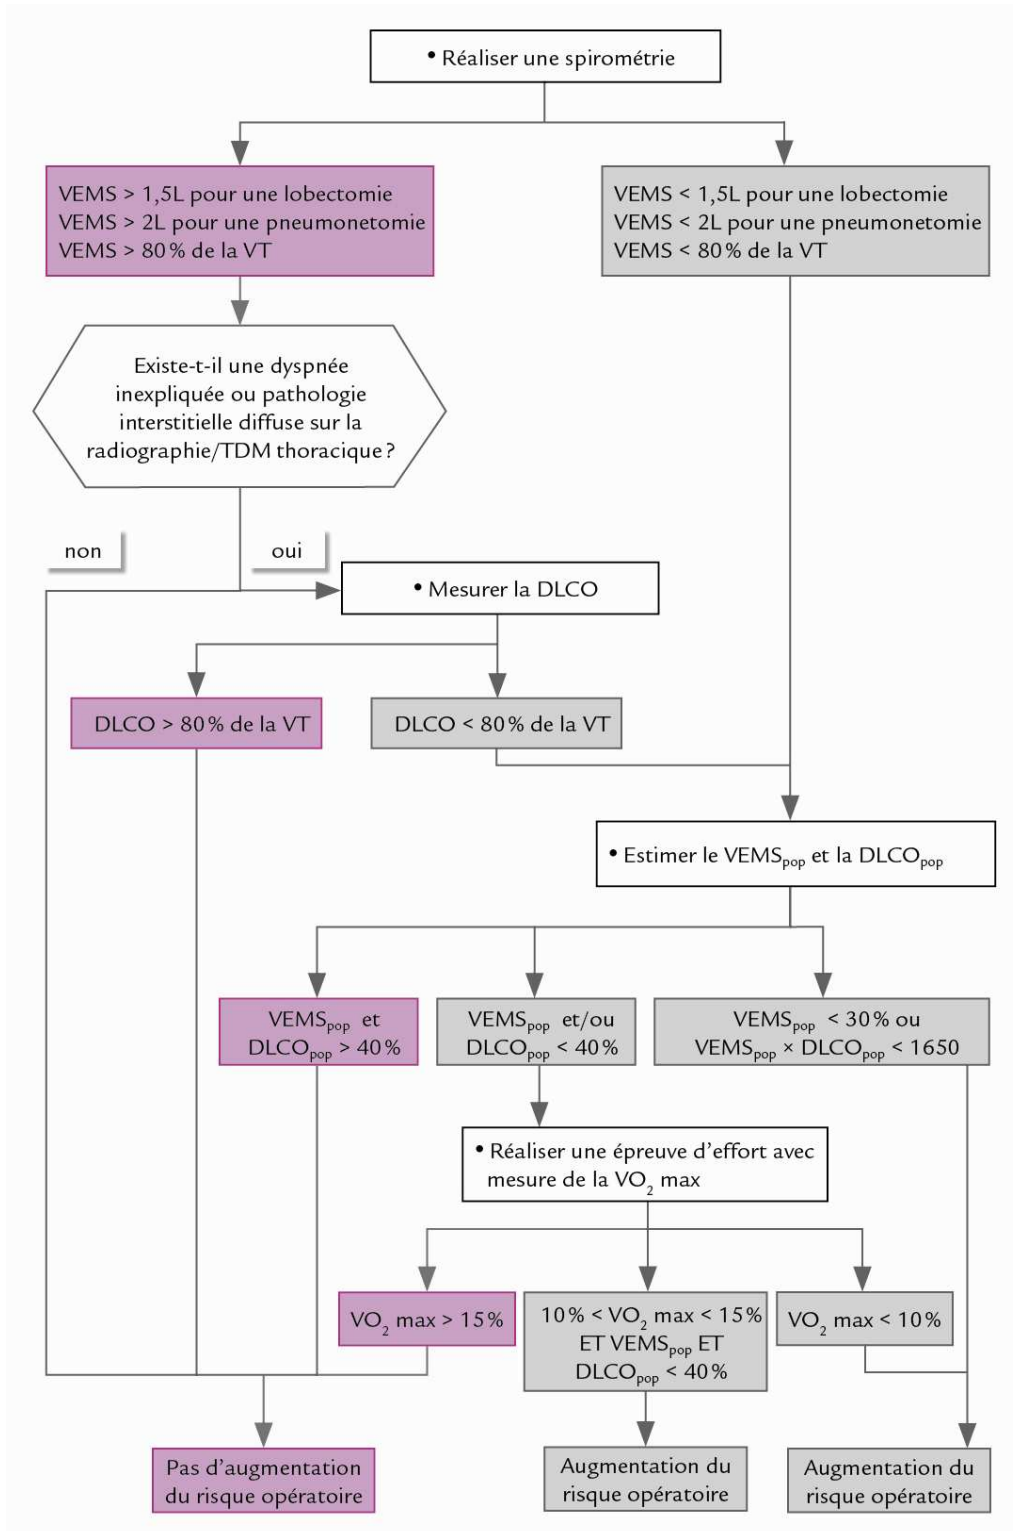 • Réaliser une spirométrie
VEMS > 1,5L pour une lobectomie
VEMS > 2L pour une pneumonetomie
VEMS > 80% de la VT
VEMS < 1,5L pour une lobectomie
VEMS < 2L pour une pneumonetomie
VEMS < 80% de la VT
Existe-t-il une dyspnée
inexpliquée ou pathologie
interstitielle diffuse sur la
radiographie/TDM thoracique?
non
oui
• Mesurer la DLCO
DLCO > 80% de la VT
DLCO < 80% de la VT
• Estimer le VEMSpop et la DLCOpop
VEMSpop et
DLCOpop > 40%
VEMSpop et/ou
DLCOpop < 40%
VEMSpop < 30% ou
VEMSpop × DLCOpop < 1650
• Réaliser une épreuve d'effort avec
mesure de la VO2 max
VO2 max > 15%
10% < VO2 max < 15%
ET VEMSpop ET
DLCOpop < 40%
VO2 max < 10%
Pas d'augmentation
du risque opératoire
Augmentation du
risque opératoire
Augmentation du
risque opératoire